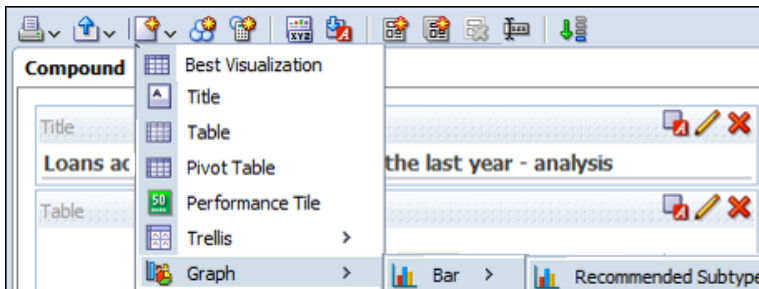 XYZ
Compound
Best Visualization
Title
Table
Pivot Table
50
Performance Tile
Trellis
Graph
Bar
Recommended Subtype
Title
Loans ac
the last year - analysis
Table